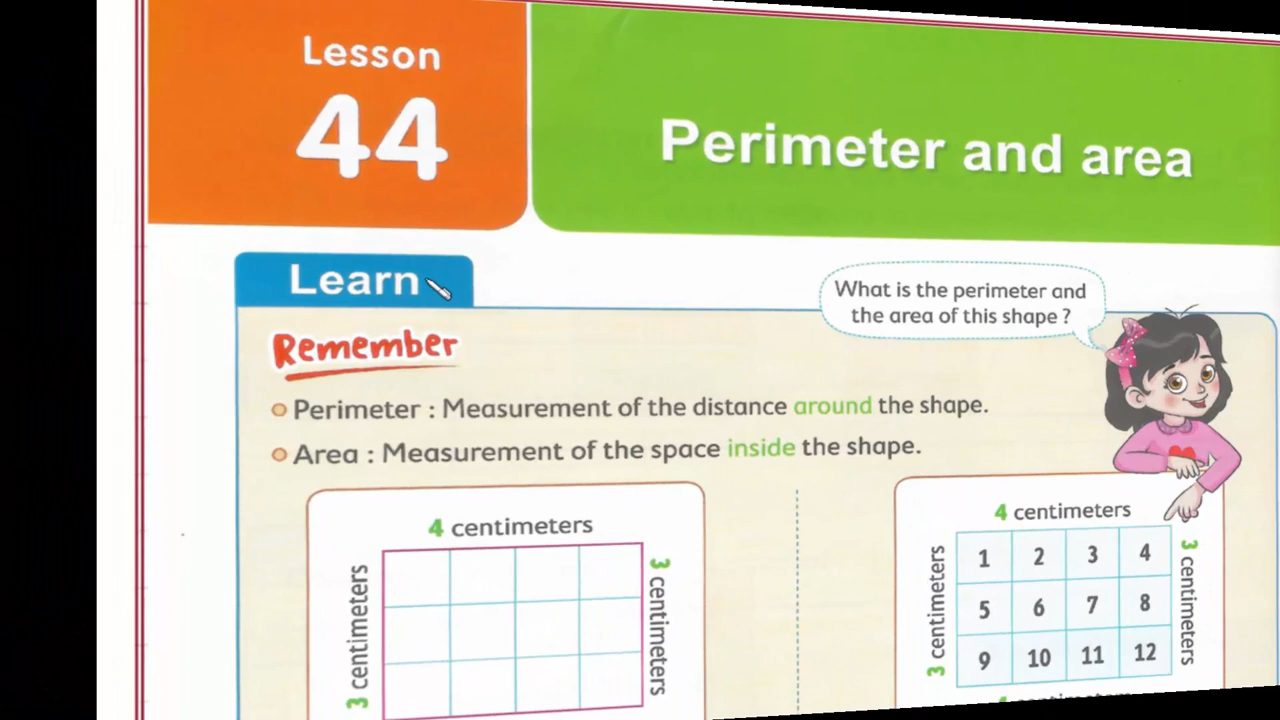 Lesson
44
Perimeter and area
Learn
What is the perimeter and
the area of this shape ?
Remember
Perimeter : Measurement of the distance around the shape.
Area : Measurement of the space inside the shape.
4 centimeters
3 centimeters
3 centimeters
4 centimeters
3 centimeters
1 2 3 4
5 6 7 8
9 10 11 12
3 centimeters